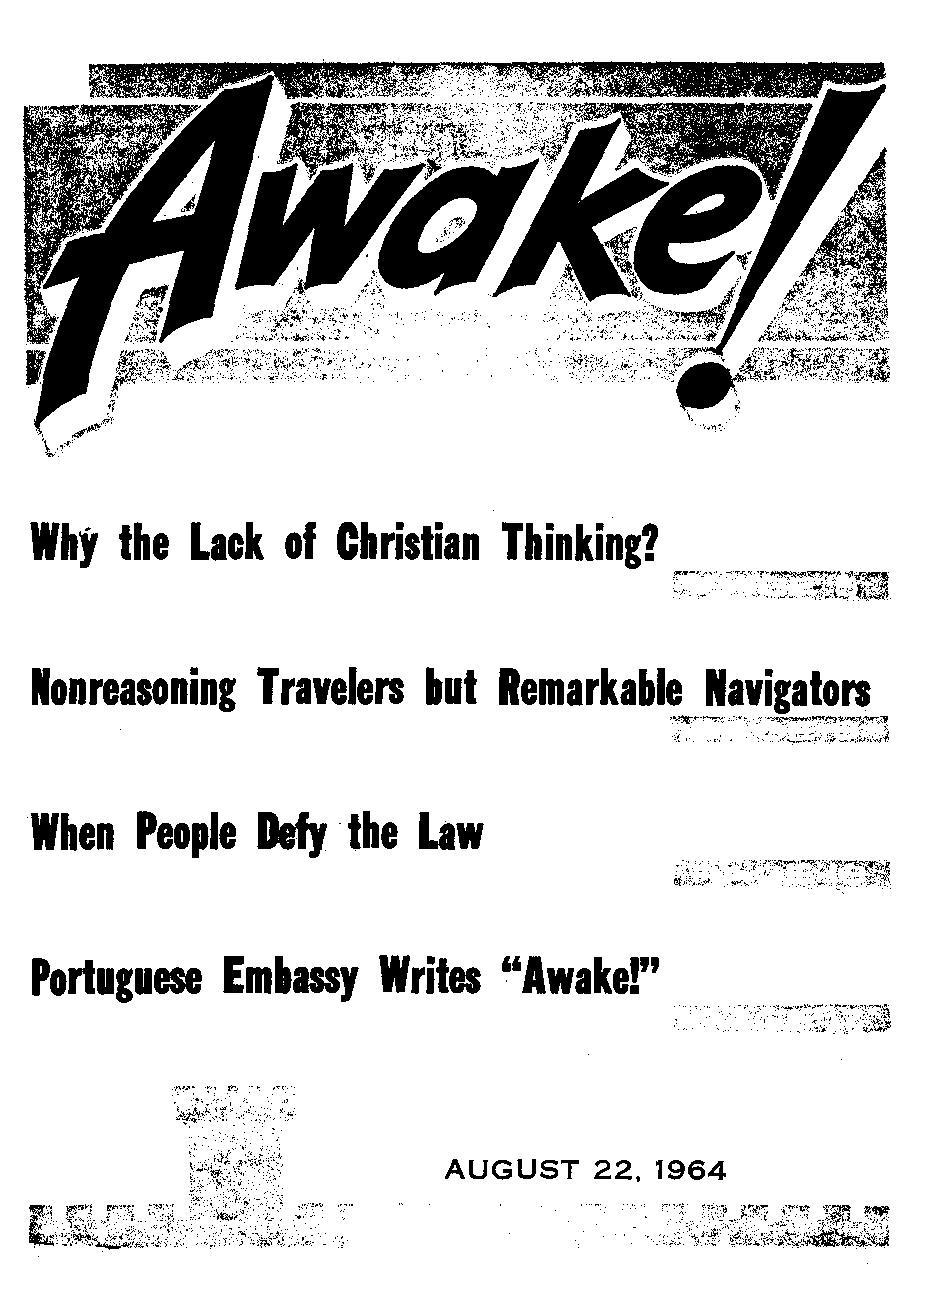 Awake!
Why the Lack of Christian Thinking?
Nonreasoning Travelers but Remarkable Navigators
When People Defy the Law
Portuguese Embassy Writes “Awake!”
AUGUST 22, 1964